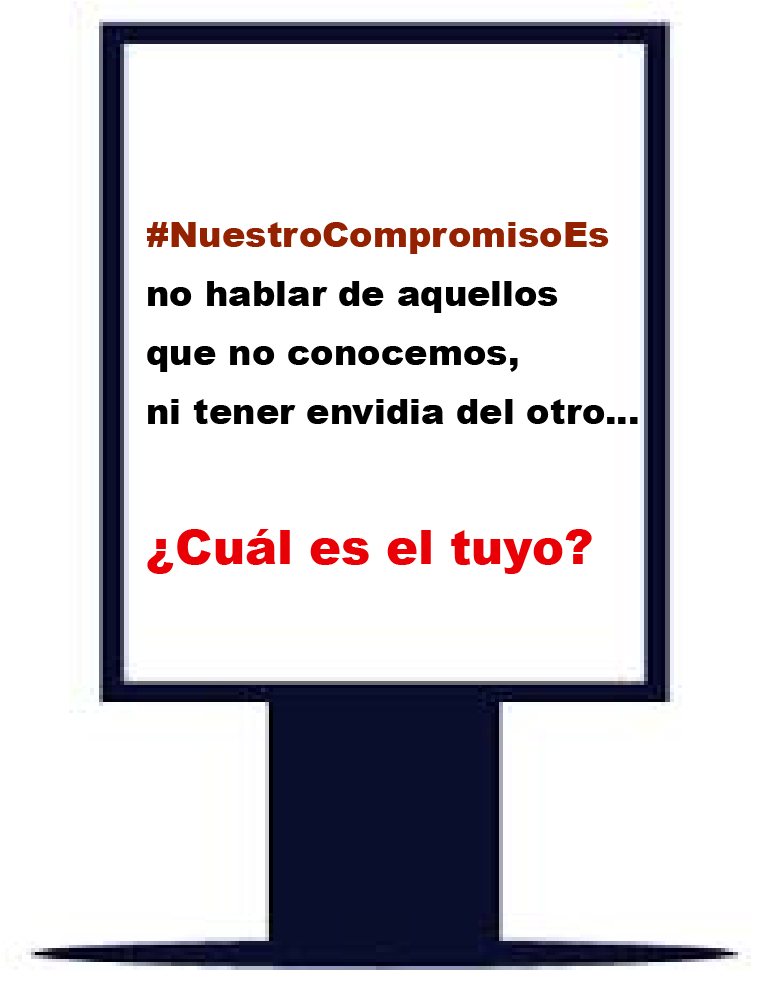 #NuestroCompromisoEs
no hablar de aquellos
que no conocemos,
ni tener envidia del otro...
¿Cuál es el tuyo?